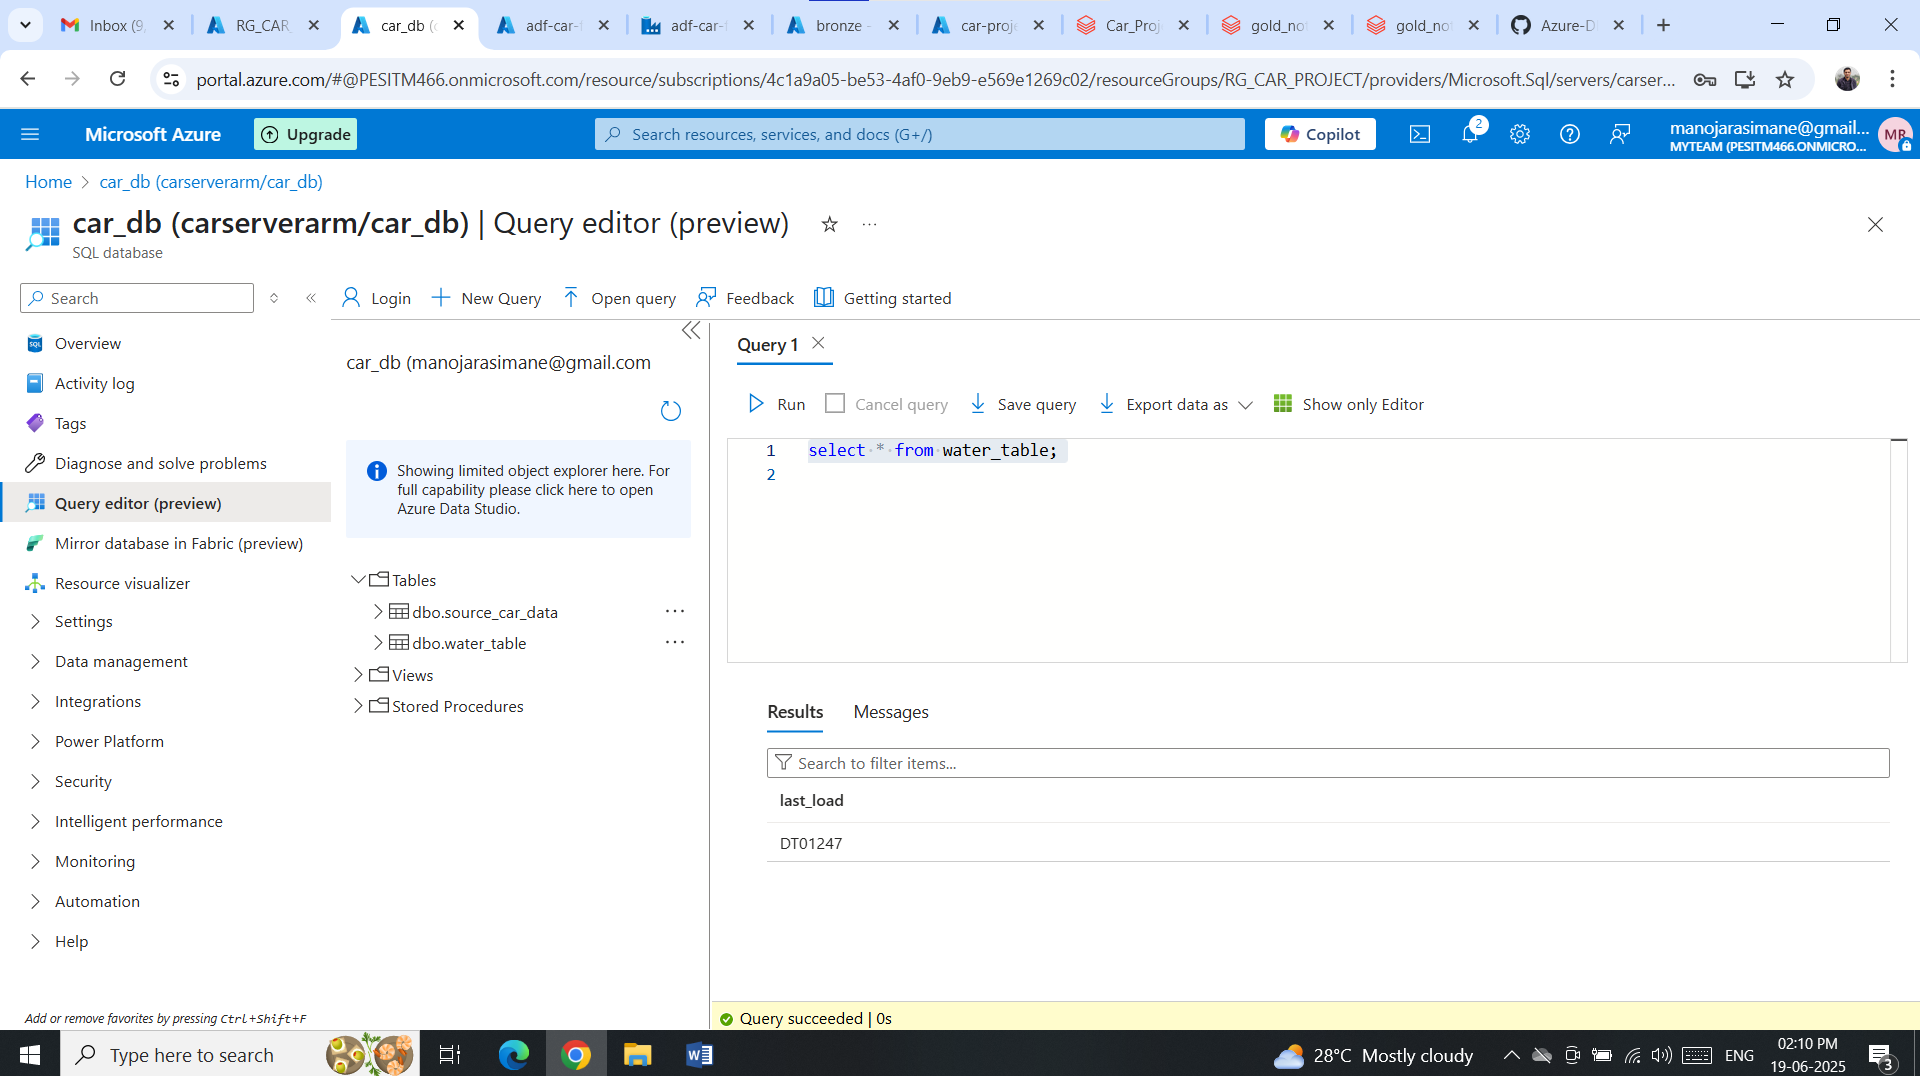 Inbox (9,
RG_CAR_
car_db (c
adf-car-f
adf-car-f
bronze -
car-proje
Car_Proj
gold_no
gold_no
Azure-D
portal.azure.com/#@PESITM466.onmicrosoft.com/resource/subscriptions/4c1a9a05-be53-4af0-9eb9-e569e1269c02/resourceGroups/RG_CAR_PROJECT/providers/Microsoft.Sql/servers/carser...
Microsoft Azure
Upgrade
Search resources, services, and docs (G+/)
Copilot
2
manojarasimane@gmail....
MYTEAM (PESITM466.ONMICRO...
MR
Home > car_db (carserverarm/car_db)
car_db (carserverarm/car_db) | Query editor (preview)
SQL database
Search
Login
New Query
Open query
Feedback
Getting started
Overview
Activity log
Tags
Diagnose and solve problems
Query editor (preview)
Mirror database in Fabric (preview)
Resource visualizer
Settings
Data management
Integrations
Power Platform
Security
Intelligent performance
Monitoring
Automation
Help
Add or remove favorites by pressing Ctrl+Shift+F
car_db (manojarasimane@gmail.com
Showing limited object explorer here. For
full capability please click here to open
Azure Data Studio.
Tables
dbo.source_car_data
dbo.water_table
Views
Stored Procedures
Query 1
Run
Cancel query
Save query
Export data as
Show only Editor
1 select * from water_table;
2
Results
Messages
Search to filter items...
last_load
DT01247
Query succeeded | 0s
Type here to search
28°C Mostly cloudy
ENG
02:10 PM
19-06-2025
3